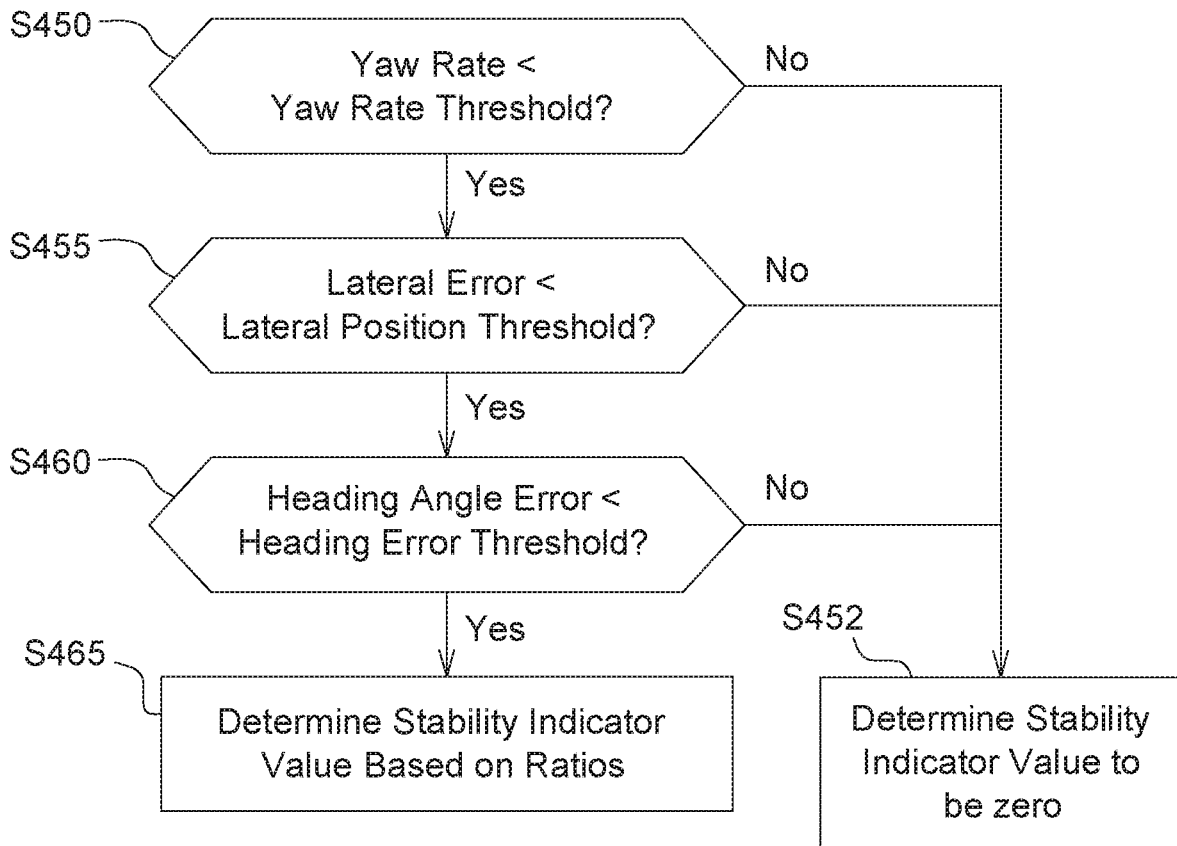 S450
Yaw Rate <
Yaw Rate Threshold?
No
Yes
S455
Lateral Error <
Lateral Position Threshold?
No
Yes
S460
Heading Angle Error <
Heading Error Threshold?
No
Yes
S465
Determine Stability Indicator
Value Based on Ratios
S452
Determine Stability
Indicator Value to
be zero